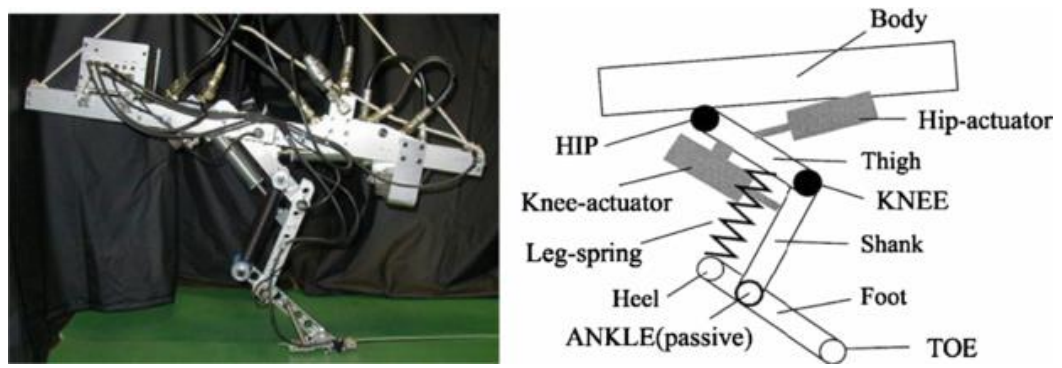 Body
Hip-actuator
HIP
Thigh
Knee-actuator
KNEE
Leg-spring
Shank
Heel
Foot
ANKLE(passive)
TOE